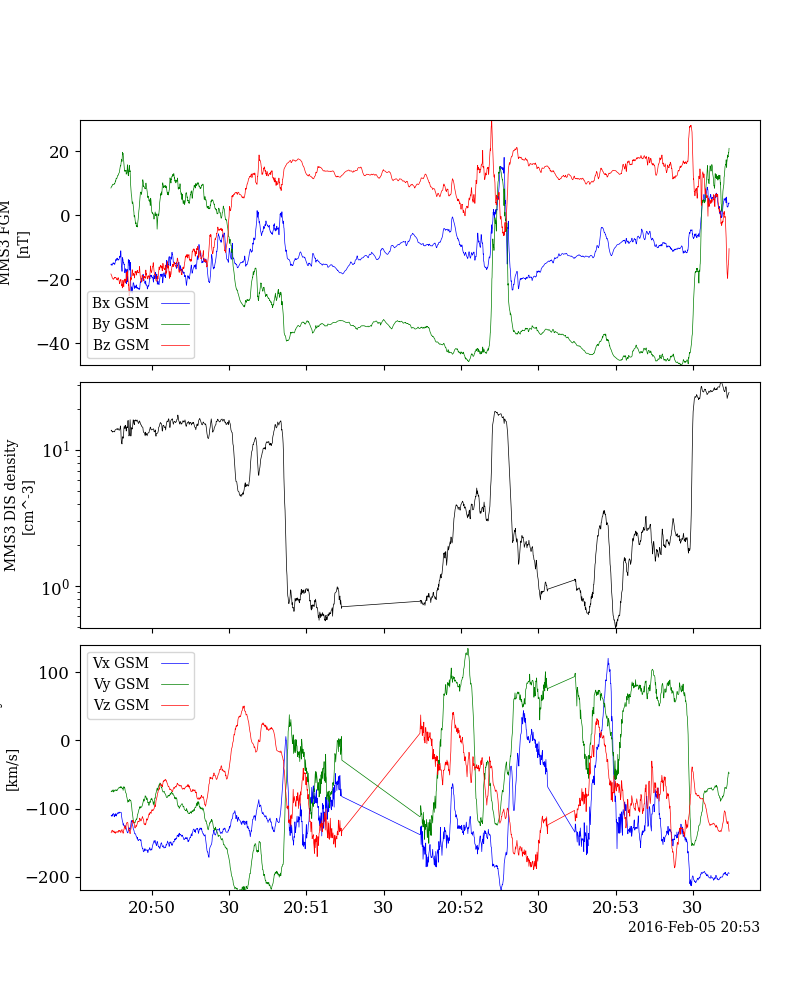 20
0
−20
−40
MMS3 FGM
[nT]
Bx GSM
By GSM
Bz GSM
10^1
10^0
MMS3 DIS density
[cm^-3]
100
0
−100
−200
[km/s]
Vx GSM
Vy GSM
Vz GSM
20:50 30 20:51 30 20:52 30 20:53 30
2016-Feb-05 20:53